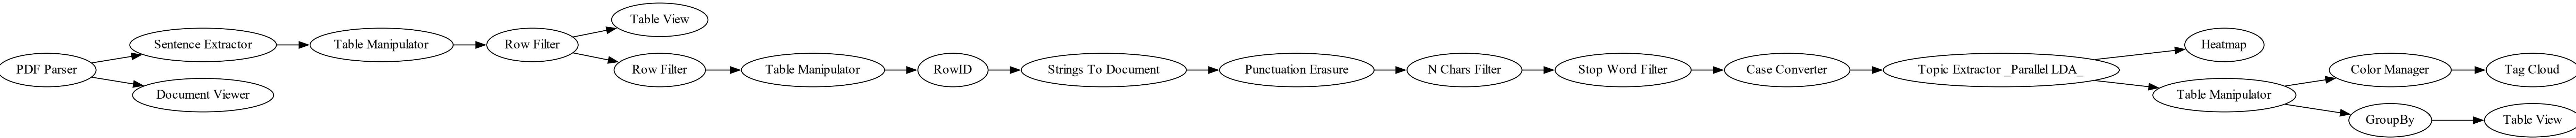 PDF Parser
Sentence Extractor
Document Viewer
Table Manipulator
Row Filter
Table View
Row Filter
Table Manipulator
RowID
Strings To Document
Punctuation Erasure
N Chars Filter
Stop Word Filter
Case Converter
Topic Extractor _Parallel LDA_
Heatmap
Table Manipulator
Color Manager
Tag Cloud
GroupBy
Table View